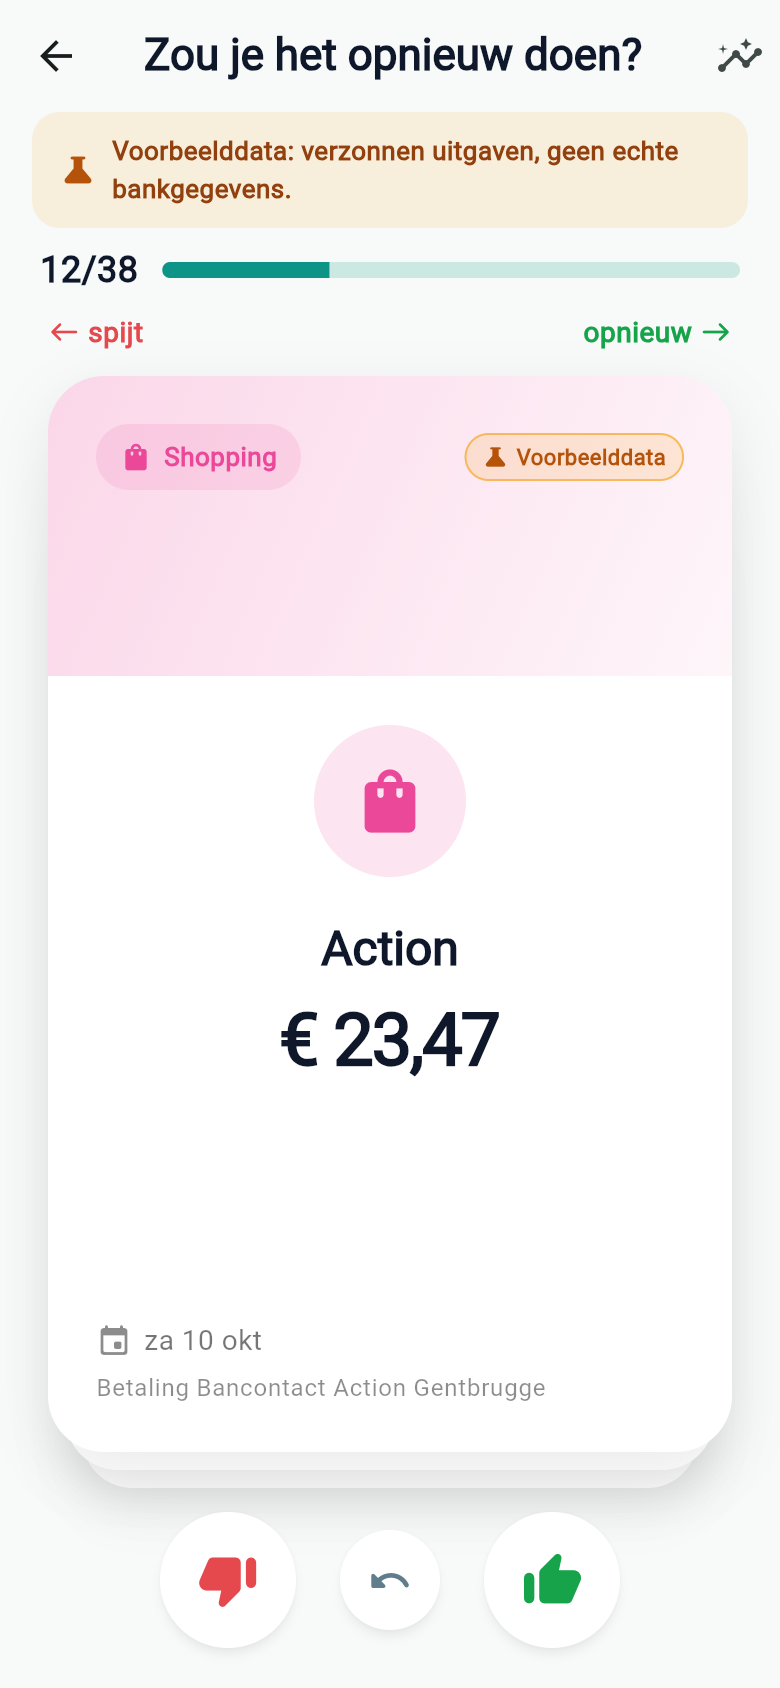 Zou je het opnieuw doen?
Voorbeelddata: verzonnen uitgaven, geen echte
bankgegevens.
12/38
← spijt
opnieuw →
Shopping
Voorbeelddata
Action
€ 23,47
za 10 okt
Betaling Bancontact Action Gentbrugge